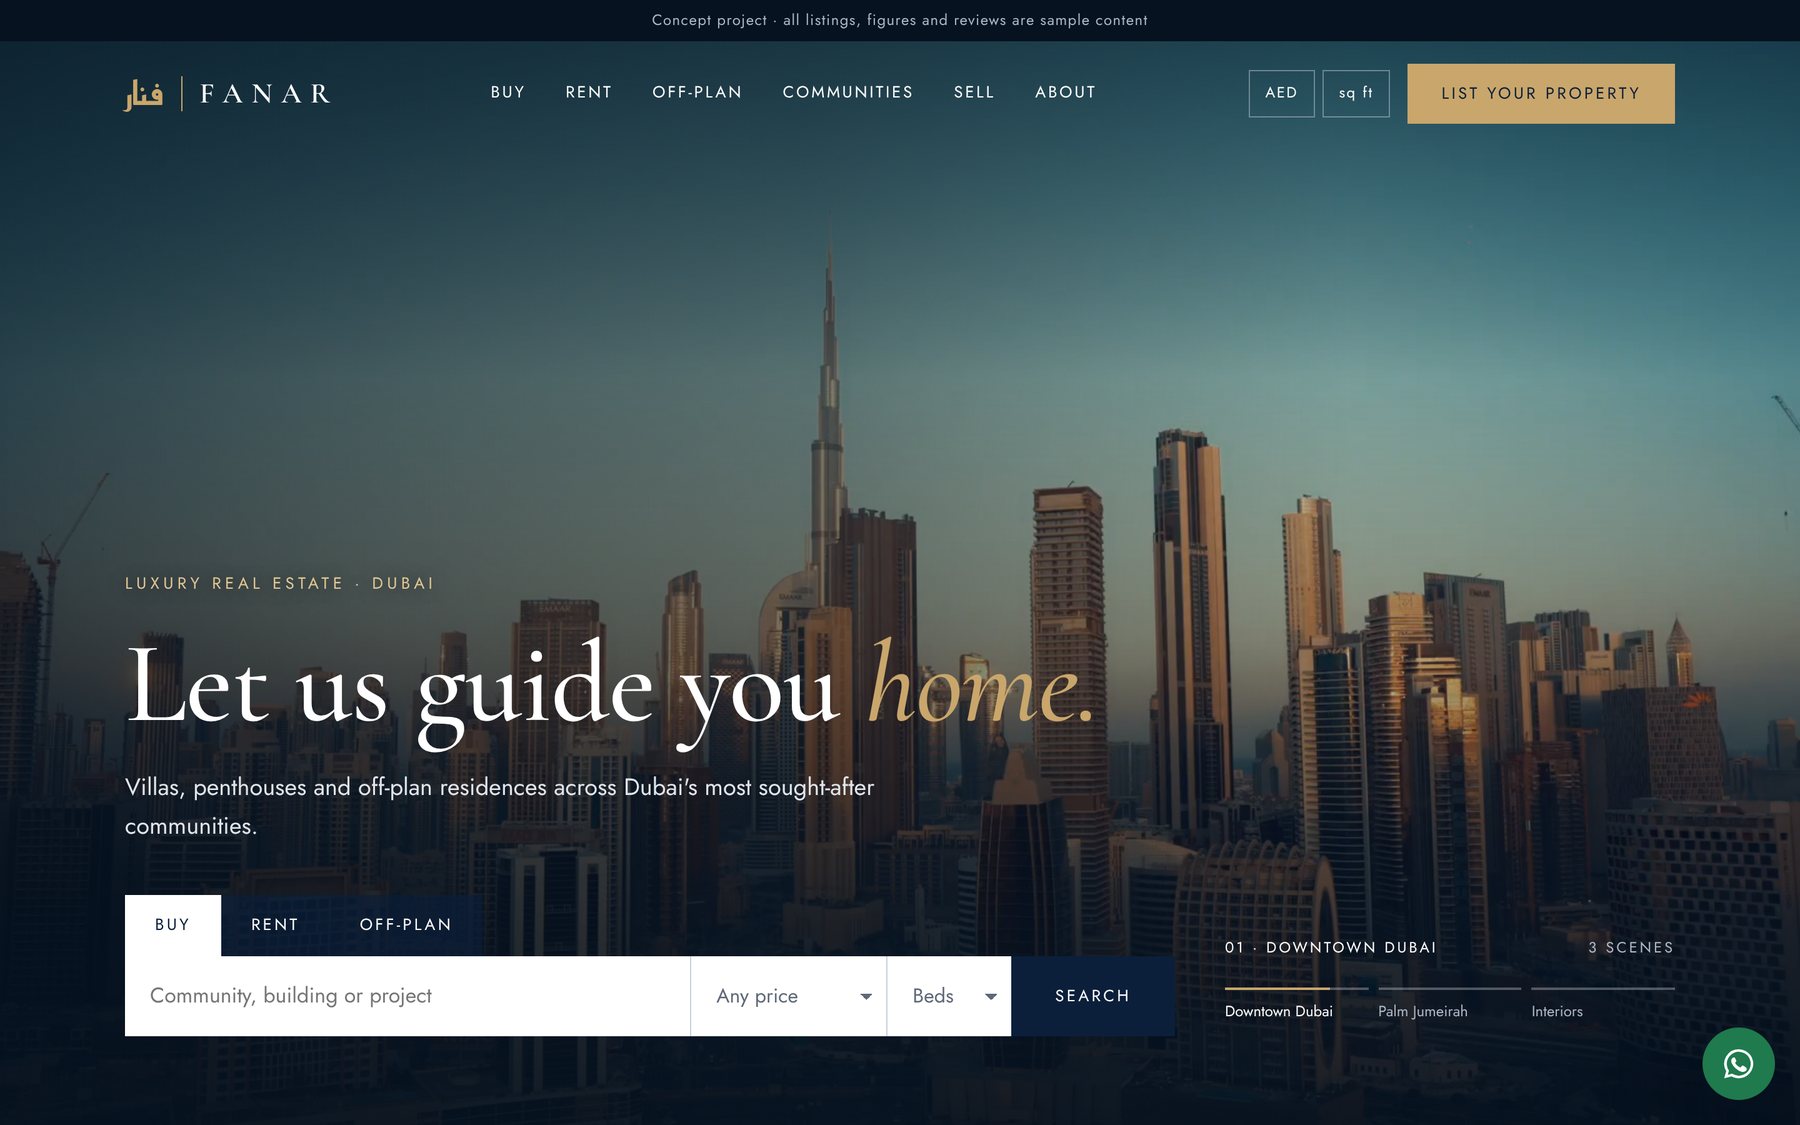 Concept project · all listings, figures and reviews are sample content
فنار
FANAR
BUY RENT OFF-PLAN COMMUNITIES SELL ABOUT
AED
sq ft
LIST YOUR PROPERTY
EMAAR
LUXURY REAL ESTATE · DUBAI
Let us guide you home.
Villas, penthouses and off-plan residences across Dubai's most sought-after
communities.
BUY RENT OFF-PLAN
Community, building or project
Any price
Beds
SEARCH
01 · DOWNTOWN DUBAI
3 SCENES
Downtown Dubai
Palm Jumeirah
Interiors